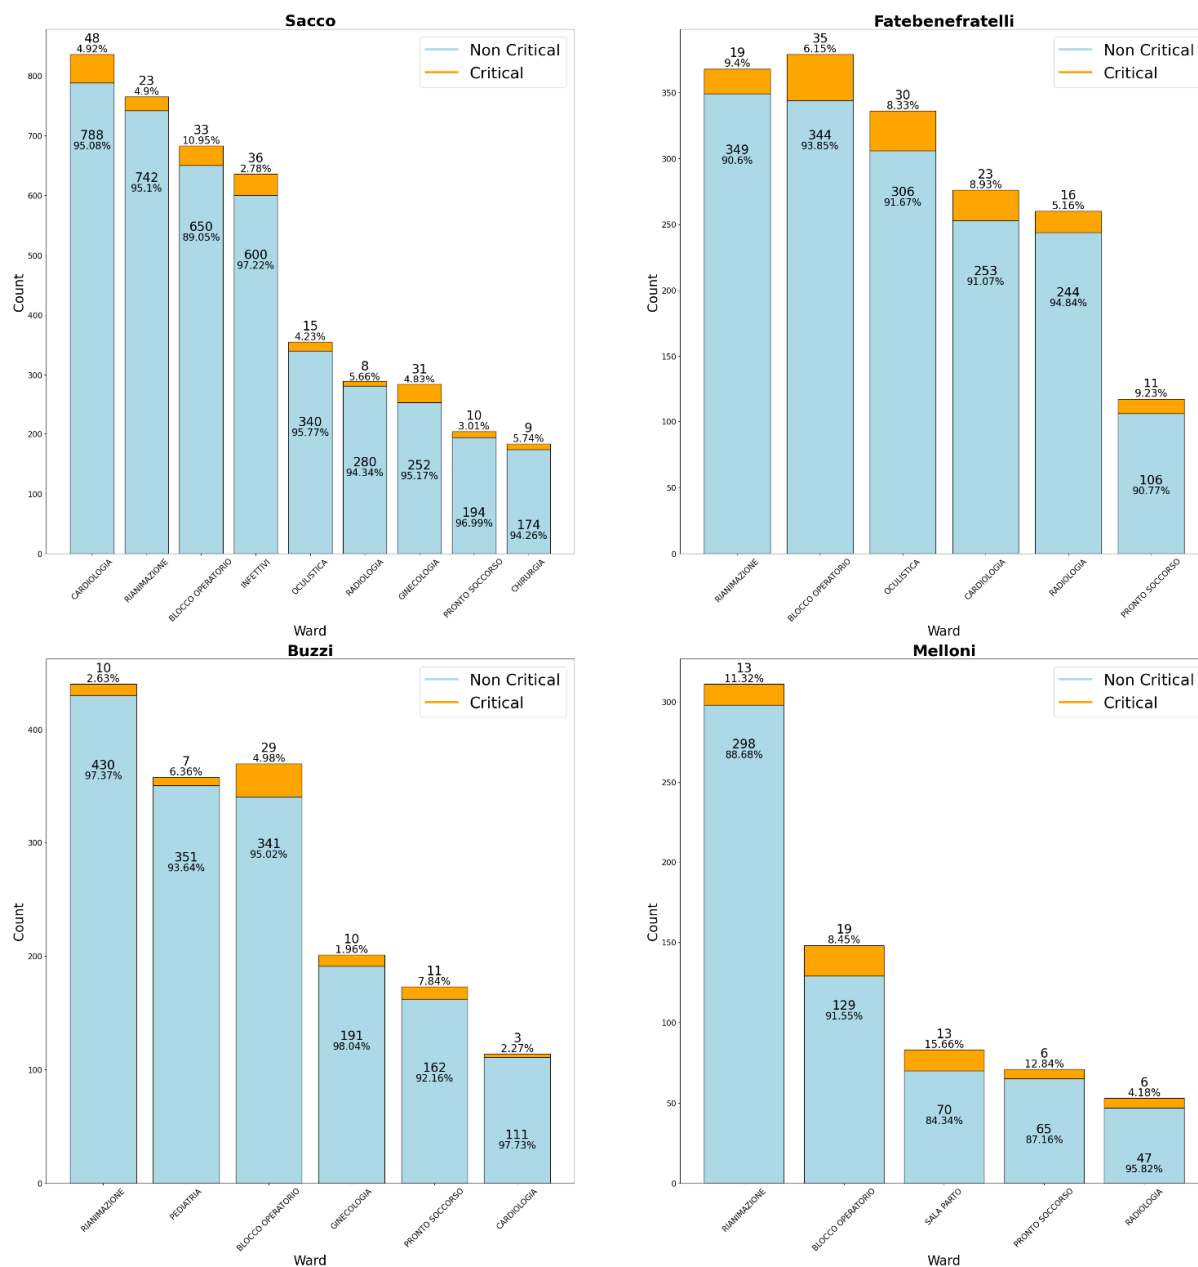 Sacco
Non Critical
Critical
48
4.92%
23
4.9%
33
10.95%
36
2.78%
15
4.23%
8
5.66%
31
4.83%
10
3.01%
9
5.74%
788
95.08%
742
95.1%
650
89.05%
600
97.22%
340
95.77%
280
94.34%
252
95.17%
194
96.99%
174
94.26%
800
700
600
500
400
300
200
100
0
Count
CARDIOLOGIA
RIANIMAZIONE
BLOCCO OPERATORIO
INFETTIVI
OCULISTICA
RADIOLOGIA
GINECOLOGIA
PRONTO SOCCORSO
CHIRURGIA
Ward
Fatebenefratelli
Non Critical
Critical
19
9.4%
35
6.15%
30
8.33%
23
8.93%
16
5.16%
11
9.23%
349
90.6%
344
93.85%
306
91.67%
253
91.07%
244
94.84%
106
90.77%
350
300
250
200
150
100
50
0
Count
RIANIMAZIONE
BLOCCO OPERATORIO
OCULISTICA
CARDIOLOGIA
RADIOLOGIA
PRONTO SOCCORSO
Ward
Buzzi
Non Critical
Critical
10
2.63%
7
6.36%
29
4.98%
10
1.96%
11
7.84%
3
2.27%
430
97.37%
351
93.64%
341
95.02%
191
98.04%
162
92.16%
111
97.73%
400
300
200
100
0
Count
RIANIMAZIONE
PEDIATRIA
BLOCCO OPERATORIO
GINECOLOGIA
PRONTO SOCCORSO
CARDIOLOGIA
Ward
Melloni
Non Critical
Critical
13
11.32%
19
8.45%
13
15.66%
6
12.84%
6
4.18%
298
88.68%
129
91.55%
70
84.34%
65
87.16%
47
95.82%
300
250
200
150
100
50
0
Count
RIANIMAZIONE
BLOCCO OPERATORIO
SALA PARTO
PRONTO SOCCORSO
RADIOLOGIA
Ward